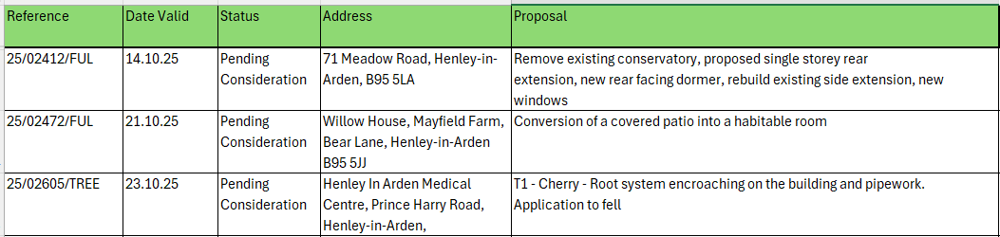 Reference Date Valid Status Address Proposal
25/02412/FUL 14.10.25 Pending Consideration 71 Meadow Road, Henley-in-Arden, B95 5LA
Remove existing conservatory, proposed single storey rear
extension, new rear facing dormer, rebuild existing side extension, new
windows
25/02472/FUL 21.10.25 Pending Consideration Willow House, Mayfield Farm,
Bear Lane, Henley-in-Arden
B95 5JJ
Conversion of a covered patio into a habitable room
25/02605/TREE 23.10.25 Pending Consideration Henley In Arden Medical
Centre, Prince Harry Road,
Henley-in-Arden,
T1 - Cherry - Root system encroaching on the building and pipework.
Application to fell